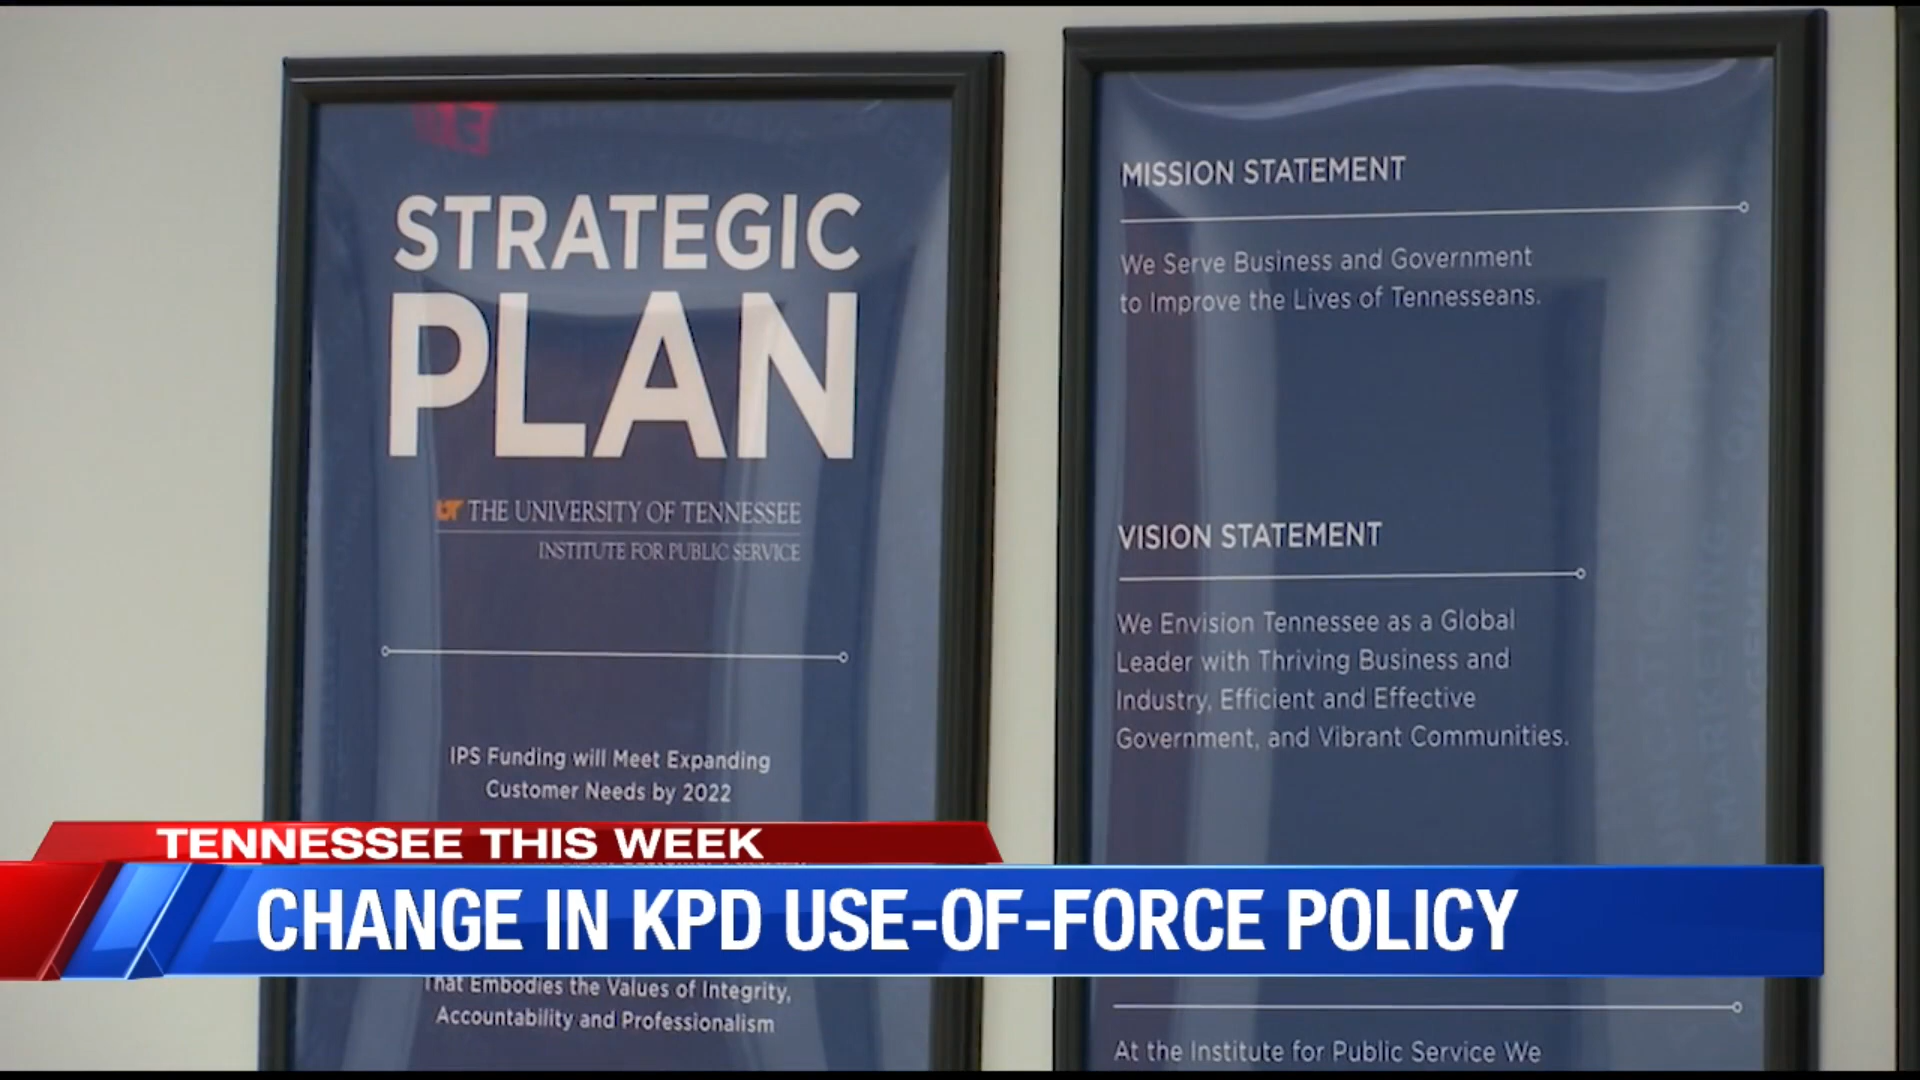 STRATEGIC
PLAN
UT THE UNIVERSITY OF TENNESSEE
INSTITUTE FOR PUBLIC SERVICE
IPS Funding will Meet Expanding
Customer Needs by 2022
That Embodies the Values of Integrity,
Accountability and Professionalism
MISSION STATEMENT
We Serve Business and Government
to Improve the Lives of Tennesseans.
VISION STATEMENT
We Envision Tennessee as a Global
Leader with Thriving Business and
Industry, Efficient and Effective
Government, and Vibrant Communities.
At the Institute for Public Service We
TENNESSEE THIS WEEK
CHANGE IN KPD USE-OF-FORCE POLICY